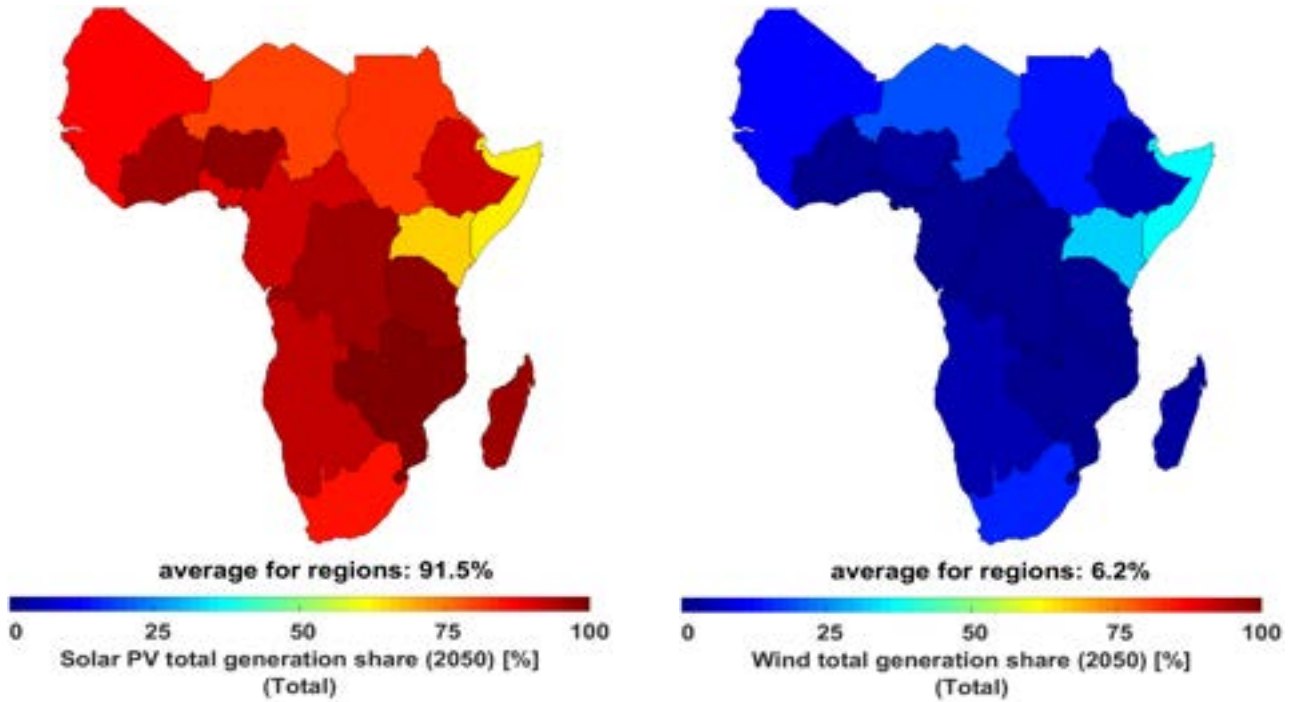 average for regions: 91.5%
0 25 50 75 100
Solar PV total generation share (2050) [%]
(Total)
average for regions: 6.2%
0 25 50 75 100
Wind total generation share (2050) [%]
(Total)